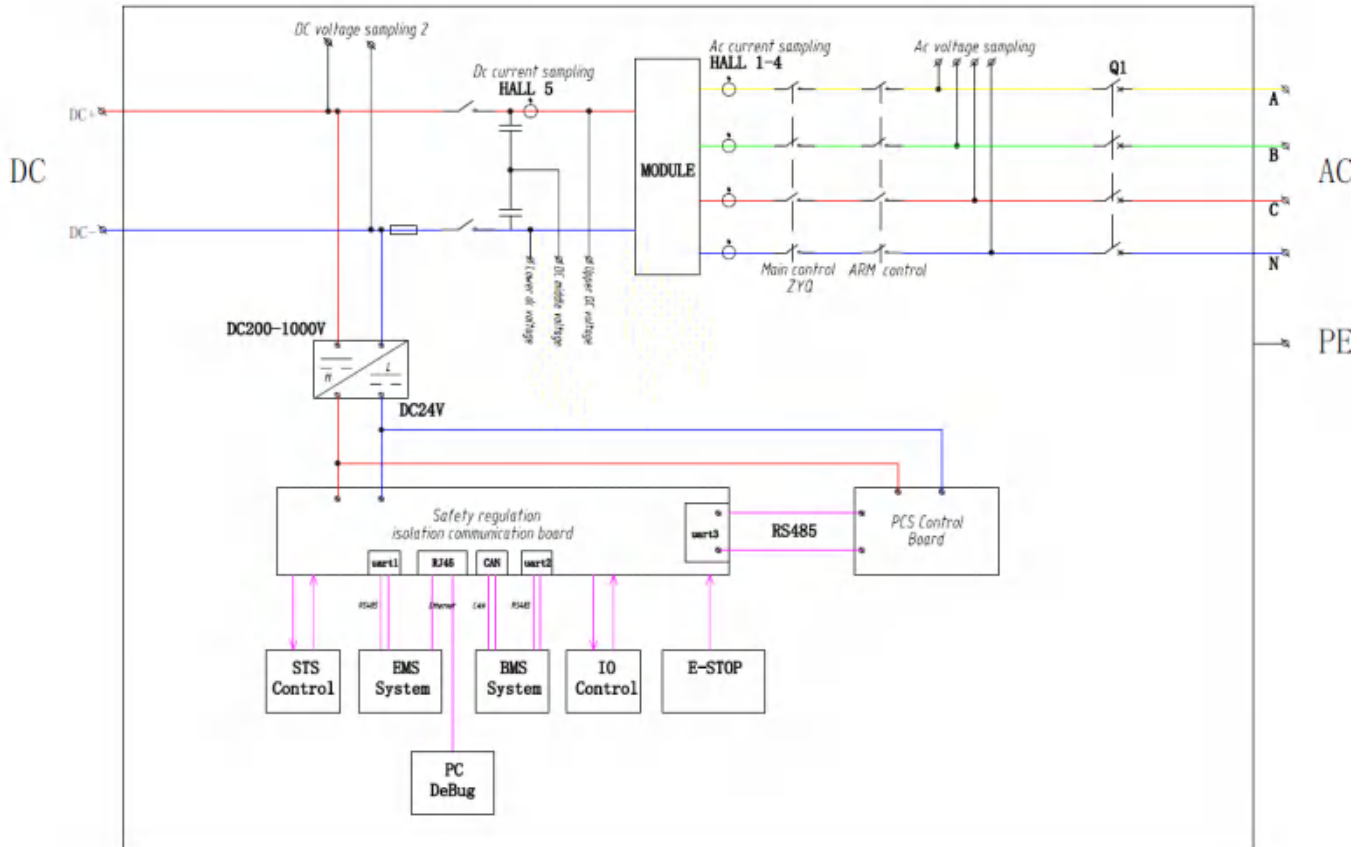 DC voltage sampling 2
Dc current sampling
HALL 5
Ac current sampling
HALL 1-4
Ac voltage sampling
Q1
DC+
DC
DC-
MODULE
A
B
C
N
AC
PE
Main control
ZYQ
ARM control
Lower dc voltage
DC middle voltage
Upper DC voltage
DC200-1000V
H
L
DC24V
Safety regulation
isolation communication board
uart1
RJ45
CAN
uart2
uart3
RS485
PCS Control
Board
RS485
Ethernet
CAN
RS485
STS
Control
EMS
System
BMS
System
IO
Control
E-STOP
PC
DeBug